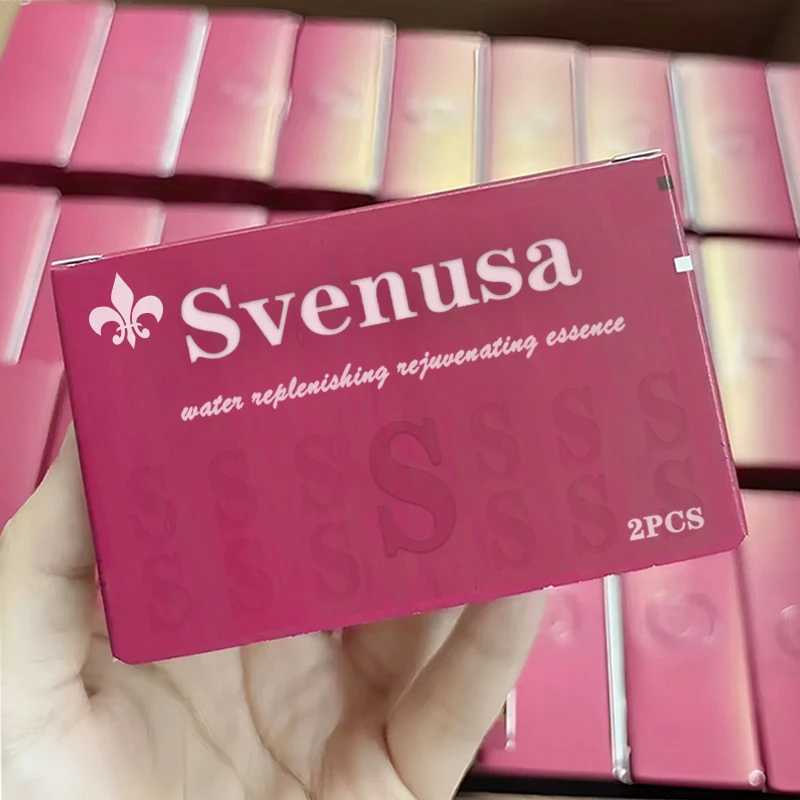 Svenusa
water replenishing rejuvenating essence
S S S S S S S
S S S S S S
2PCS